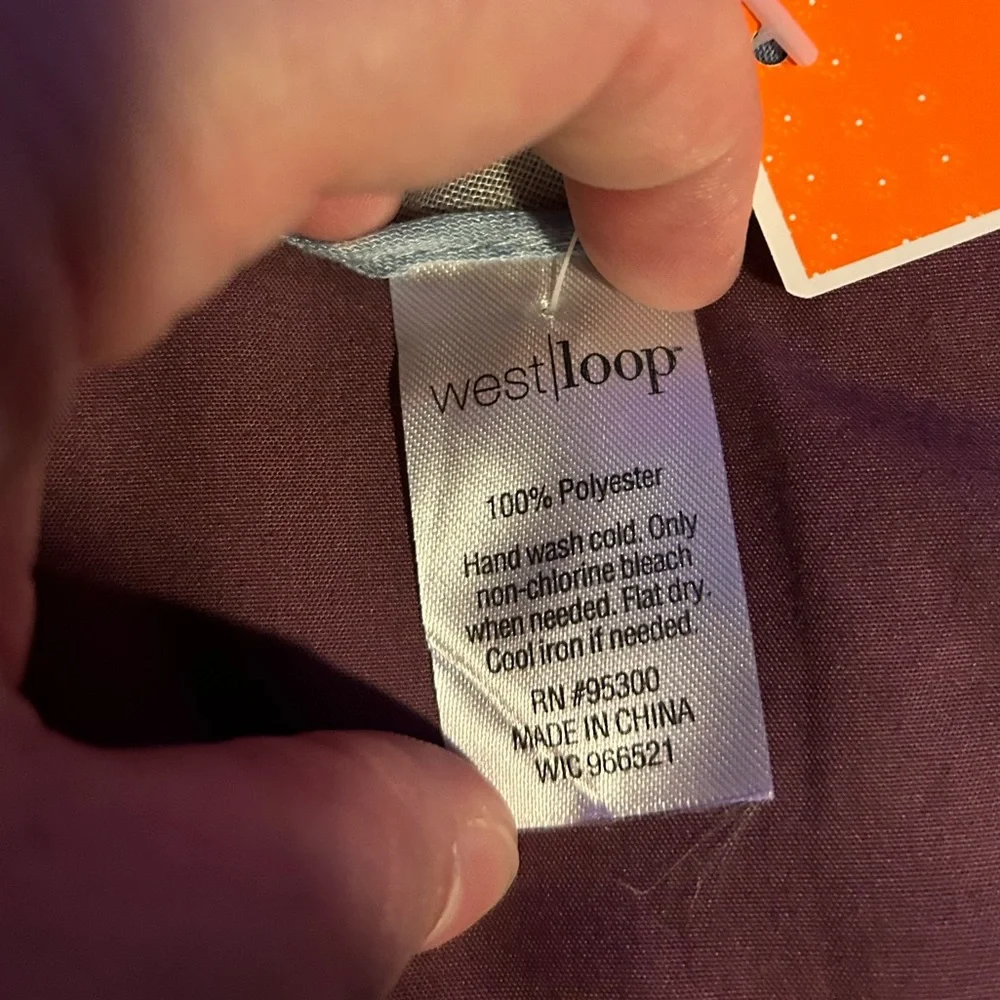 west|loop™
100% Polyester
Hand wash cold. Only
non-chlorine bleach
when needed. Flat dry.
Cool iron if needed.
RN #95300
MADE IN CHINA
WIC 966521